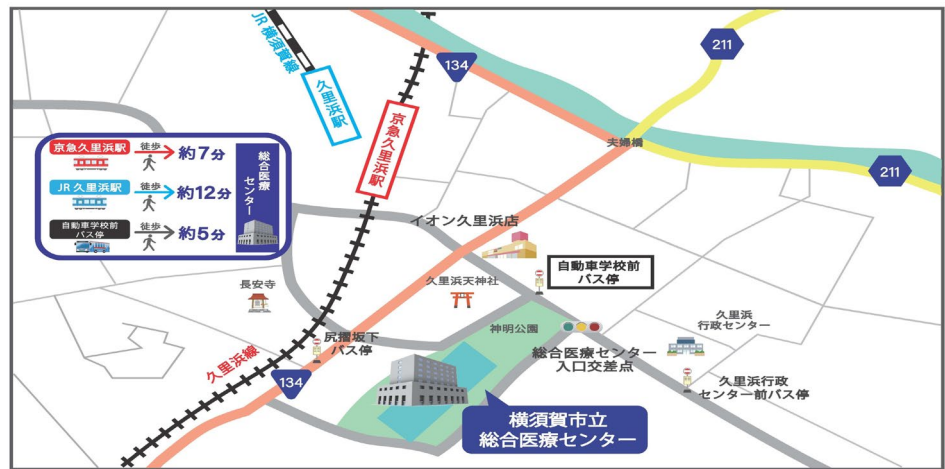 JR 横須賀線
久里浜駅
京急久里浜駅
134
211
夫婦橋
211
京急久里浜駅
徒歩
約7分
JR 久里浜駅
徒歩
約12分
自動車学校前
バス停
徒歩
約5分
総合医療
センター
イオン久里浜店
自動車学校前
バス停
長安寺
久里浜天神社
神明公園
久里浜
行政センター
尻摺坂下
バス停
総合医療センター
入口交差点
久里浜線
134
久里浜行政
センター前バス停
横須賀市立
総合医療センター